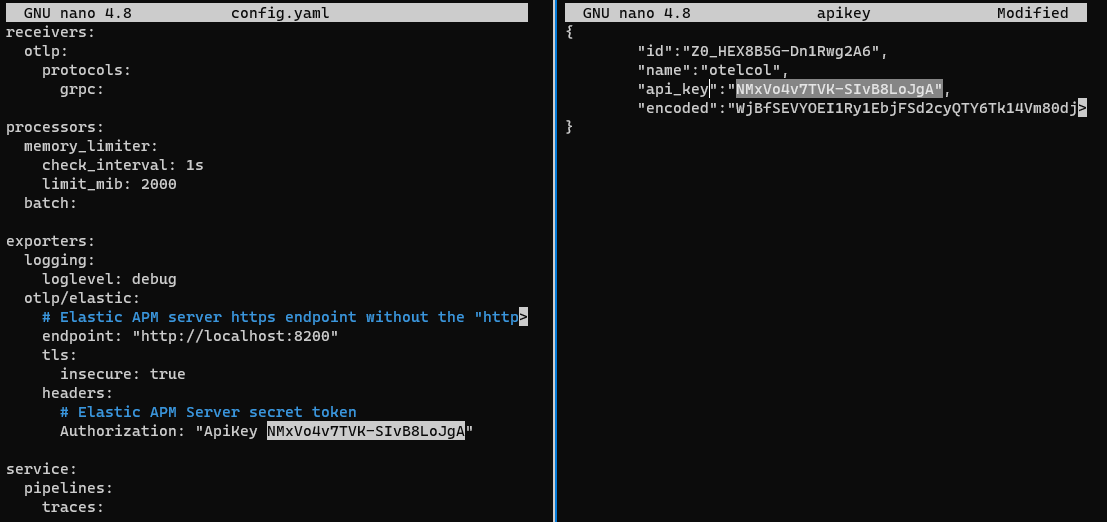 GNU nano 4.8 config.yaml
receivers:
otlp:
protocols:
grpc:
processors:
memory_limiter:
check_interval: 1s
limit_mib: 2000
batch:
exporters:
logging:
loglevel: debug
otlp/elastic:
# Elastic APM server https endpoint without the "http>
endpoint: "http://localhost:8200"
tls:
insecure: true
headers:
# Elastic APM Server secret token
Authorization: "ApiKey NMxVo4v7TVK-SIvB8LoJgA"
service:
pipelines:
traces:
GNU nano 4.8 apikey Modified
{
"id":"Z0_HEX8B5G-Dn1Rwg2A6",
"name":"otelcol",
"api_key":"NMxVo4v7TVK-SIvB8LoJgA",
"encoded":"WjBfSEVYOEI1Ry1EbjFSd2cyQTY6Tk14Vm80dj>
}